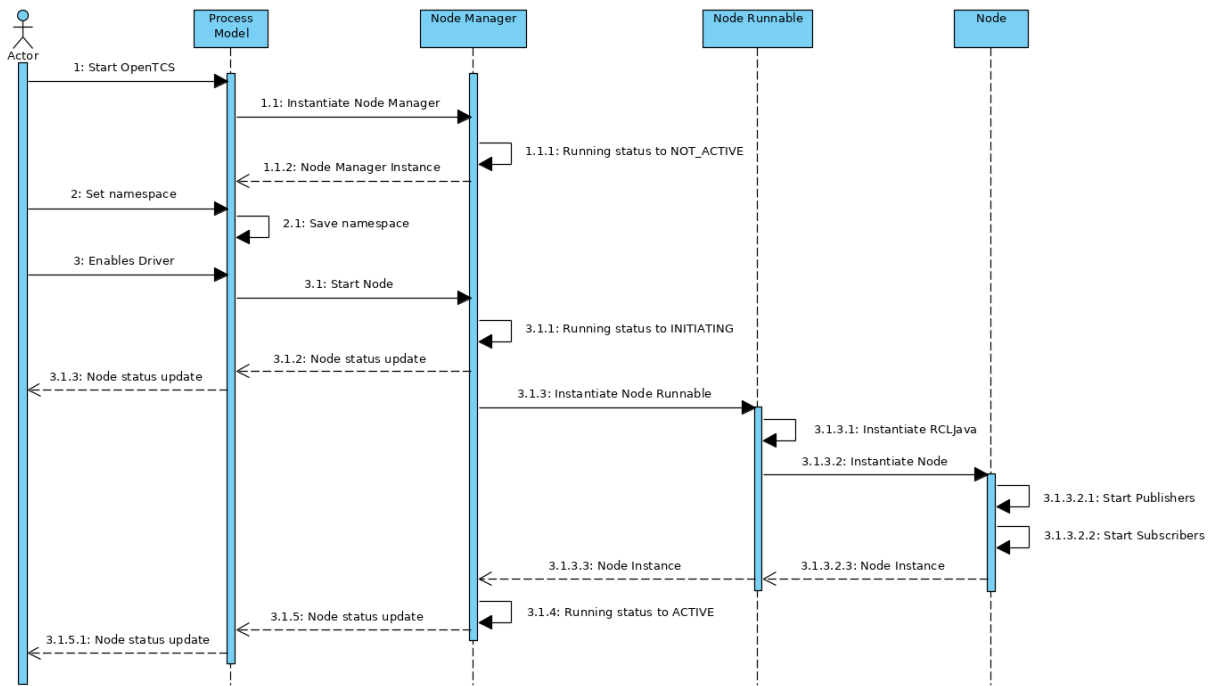 Process
Model
Node Manager
Node Runnable
Node
Actor
1: Start OpenTCS
1.1: Instantiate Node Manager
1.1.1: Running status to NOT_ACTIVE
1.1.2: Node Manager Instance
2: Set namespace
2.1: Save namespace
3: Enables Driver
3.1: Start Node
3.1.1: Running status to INITIATING
3.1.2: Node status update
3.1.3: Node status update
3.1.3: Instantiate Node Runnable
3.1.3.1: Instantiate RCLJava
3.1.3.2: Instantiate Node
3.1.3.2.1: Start Publishers
3.1.3.2.2: Start Subscribers
3.1.3.3: Node Instance
3.1.3.2.3: Node Instance
3.1.4: Running status to ACTIVE
3.1.5: Node status update
3.1.5.1: Node status update